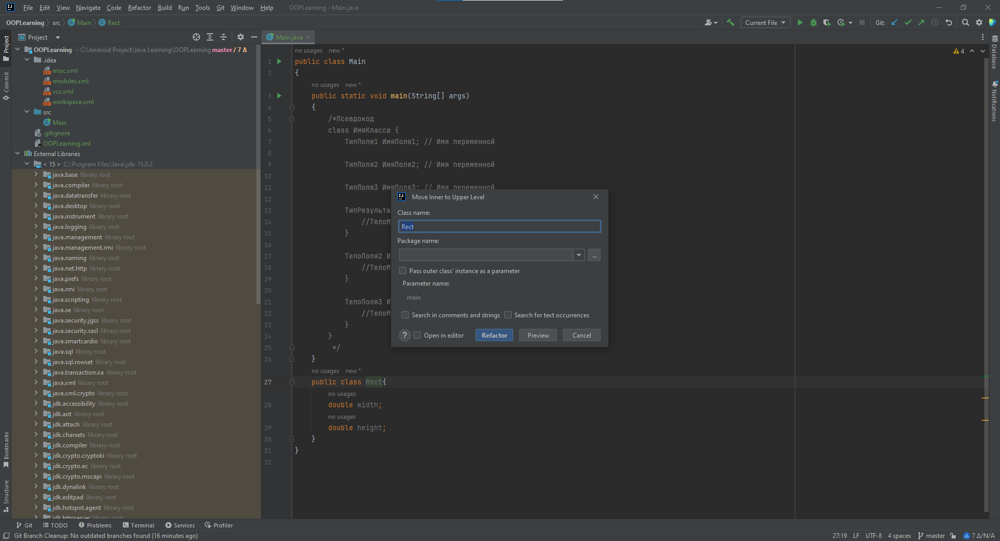 File Edit View Navigate Code Refactor Build Run Tools Git Window Help OOPLearning - Main.java
OOPLearning src Main Rect
Current File Git:
Project
Main.java
Project
Commit
Bookmarks
Structure
OOPLearning - C:\Android Project\Java Learning\OOPLearning master / 7 Δ
.idea
misc.xml
modules.xml
vcs.xml
workspace.xml
src
Main
.gitignore
OOPLearning.iml
External Libraries
< 15 > C:\Program Files\Java\jdk-15.0.2
java.base library root
java.compiler library root
java.datatransfer library root
java.desktop library root
java.instrument library root
java.logging library root
java.management library root
java.management.rmi library root
java.naming library root
java.net.http library root
java.prefs library root
java.rmi library root
java.scripting library root
java.se library root
java.security.jgss library root
java.security.sasl library root
java.smartcardio library root
java.sql library root
java.sql.rowset library root
java.transaction.xa library root
java.xml library root
java.xml.crypto library root
jdk.accessibility library root
jdk.aot library root
jdk.attach library root
jdk.charsets library root
jdk.compiler library root
jdk.crypto.cryptoki library root
jdk.crypto.ec library root
jdk.crypto.mscapi library root
jdk.dynalink library root
jdk.editpad library root
jdk.hotspot.agent library root
jdk.httpserver library root
no usages new *
1 public class Main
2 {
no usages new *
3 public static void main(String[] args)
4 {
5 /*Псевдокод
6 class ИмяКласса {
7 ТипПоля1 ИмяПоля1; // Имя переменной
8
9 ТипПоля2 ИмяПоля2; // Имя переменной
10
11 ТипПоля3 ИмяПоля3; // Имя переменной
12
13 ТипРезульта
14 //ТелоМ
15 }
16
17 ТелоПоля2 И
18 //ТелоМ
19 }
20
21 ТелоПоля3 И
22 //ТелоМ
23 }
24 }
25 */
26 }
no usages new *
27 public class Rect{
no usages
28 double width;
no usages
29 double height;
30 }
31 }
32
4
Move Inner to Upper Level
Class name:
Rect
Package name:
...
Pass outer class' instance as a parameter
Parameter name:
main
Search in comments and strings Search for text occurrences
? Open in editor Refactor Preview Cancel
Database
Notifications
Git TODO Problems Terminal Services Profiler
Git Branch Cleanup: No outdated branches found (16 minutes ago)
27:19 LF UTF-8 4 spaces master 7 Δ/N/A